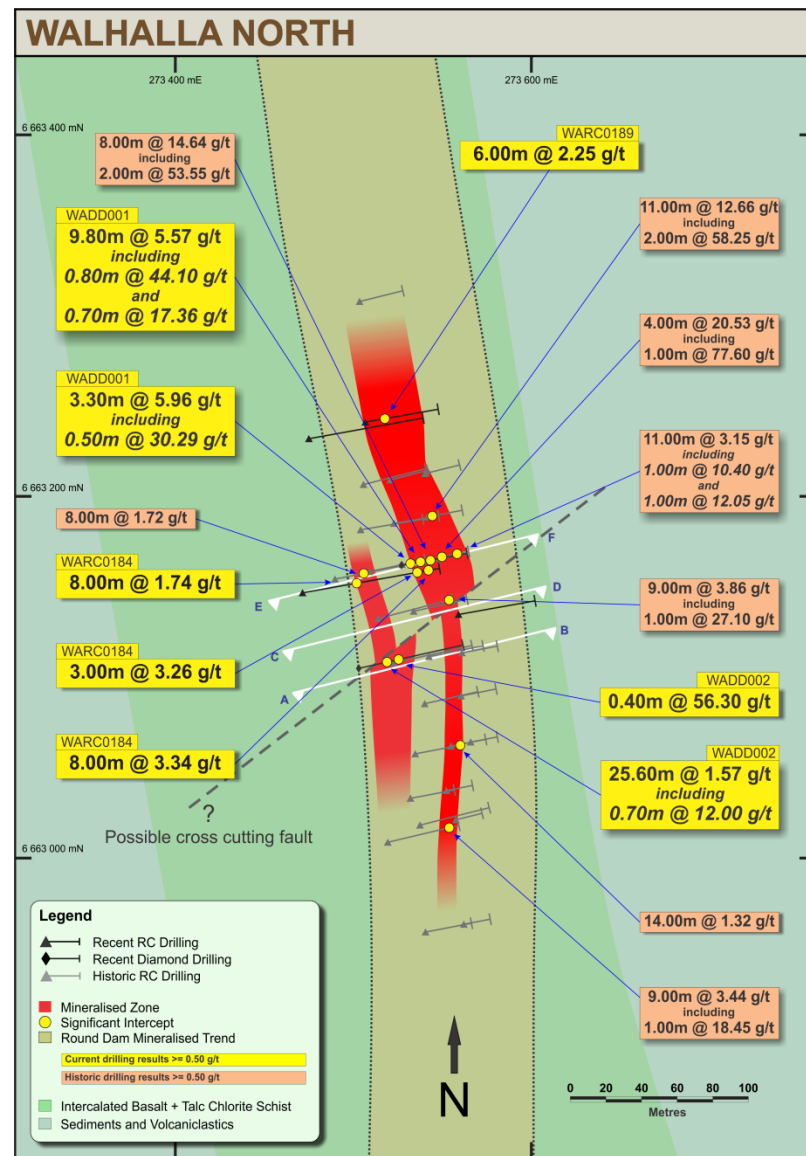 WALHALLA NORTH
273 400 mE
273 600 mE
6 663 400 mN
6 663 200 mN
6 663 000 mN
8.00m @ 14.64 g/t
including
2.00m @ 53.55 g/t
WADD001
9.80m @ 5.57 g/t
including
0.80m @ 44.10 g/t
and
0.70m @ 17.36 g/t
WADD001
3.30m @ 5.96 g/t
including
0.50m @ 30.29 g/t
8.00m @ 1.72 g/t
WARC0184
8.00m @ 1.74 g/t
WARC0184
3.00m @ 3.26 g/t
WARC0184
8.00m @ 3.34 g/t
WARC0189
6.00m @ 2.25 g/t
11.00m @ 12.66 g/t
including
2.00m @ 58.25 g/t
4.00m @ 20.53 g/t
including
1.00m @ 77.60 g/t
11.00m @ 3.15 g/t
including
1.00m @ 10.40 g/t
and
1.00m @ 12.05 g/t
9.00m @ 3.86 g/t
including
1.00m @ 27.10 g/t
WADD002
0.40m @ 56.30 g/t
WADD002
25.60m @ 1.57 g/t
including
0.70m @ 12.00 g/t
14.00m @ 1.32 g/t
9.00m @ 3.44 g/t
including
1.00m @ 18.45 g/t
F
E
D
C
B
A
?
Possible cross cutting fault
Legend
Recent RC Drilling
Recent Diamond Drilling
Historic RC Drilling
Mineralised Zone
Significant Intercept
Round Dam Mineralised Trend
Current drilling results >= 0.50 g/t
Historic drilling results >= 0.50 g/t
Intercalated Basalt + Talc Chlorite Schist
Sediments and Volcaniclastics
N
0 20 40 60 80 100
Metres